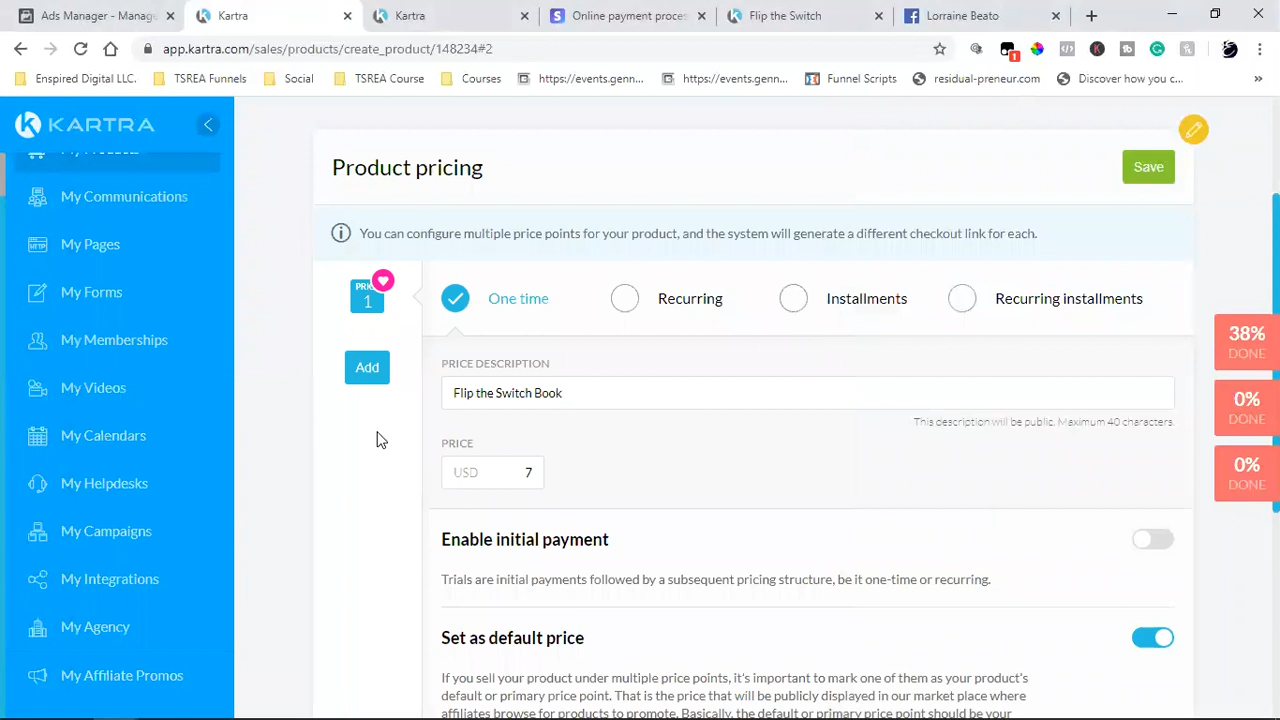 Ads Manager - Manage
Kartra
Kartra
Online payment proces
Flip the Switch
Lorraine Beato
app.kartra.com/sales/products/create_product/148234#2
1
Enspired Digital LLC.
TSREA Funnels
Social
TSREA Course
Courses
https://events.genn...
https://events.genn...
Funnel Scripts
residual-preneur.com
Discover how you c...
»
KARTRA
My Products
My Communications
My Pages
My Forms
My Memberships
My Videos
My Calendars
My Helpdesks
My Campaigns
My Integrations
My Agency
My Affiliate Promos
Product pricing
Save
You can configure multiple price points for your product, and the system will generate a different checkout link for each.
PRICE
1
One time
Recurring
Installments
Recurring installments
Add
PRICE DESCRIPTION
Flip the Switch Book
This description will be public. Maximum 40 characters.
PRICE
USD 7
Enable initial payment
Trials are initial payments followed by a subsequent pricing structure, be it one-time or recurring.
Set as default price
If you sell your product under multiple price points, it's important to mark one of them as your product's
default or primary price point. That is the price that will be publicly displayed in our market place where
affiliates browse for products to promote. Basically, the default or primary price point should be your
38%
DONE
0%
DONE
0%
DONE